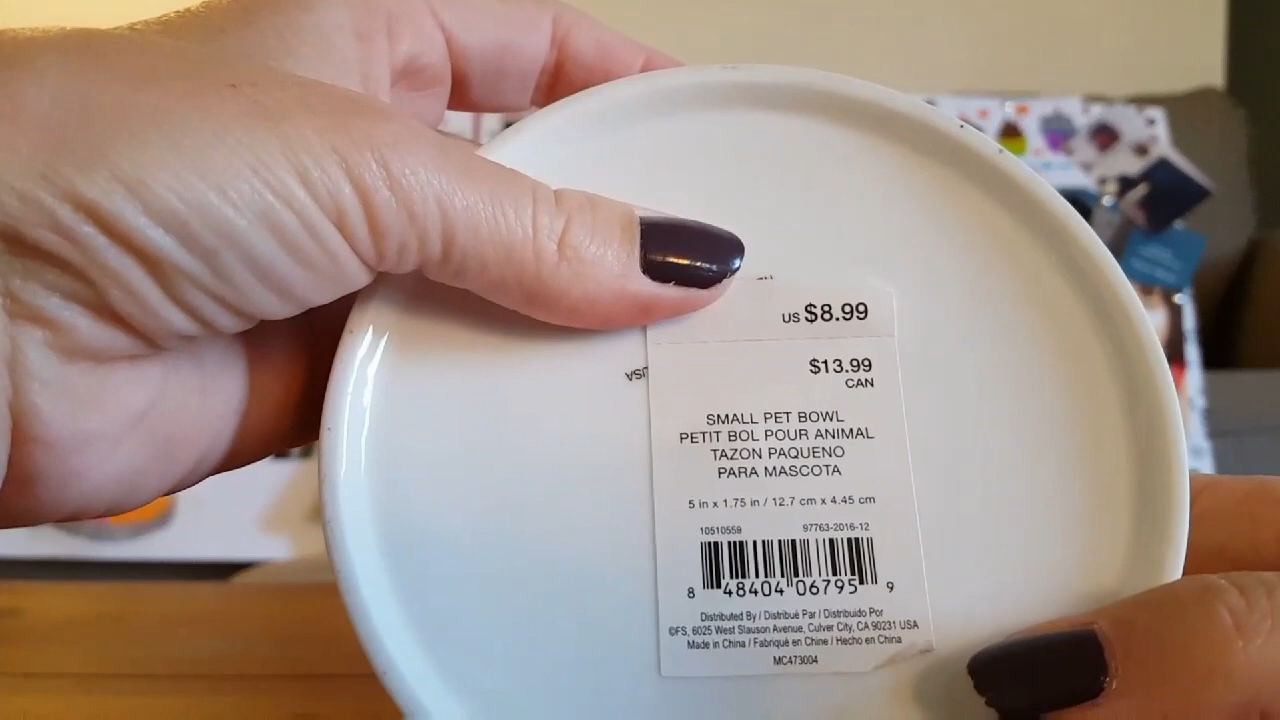 US $8.99
$13.99
CAN
SMALL PET BOWL
PETIT BOL POUR ANIMAL
TAZON PAQUENO
PARA MASCOTA
5 in x 1.75 in / 12.7 cm x 4.45 cm
10510559 97763-2016-12
8 48404 06795 9
Distributed By / Distribué Par / Distribuido Por
©FS, 6025 West Slauson Avenue, Culver City, CA 90231 USA
Made in China / Fabriqué en Chine / Hecho en China
MC473004
USA